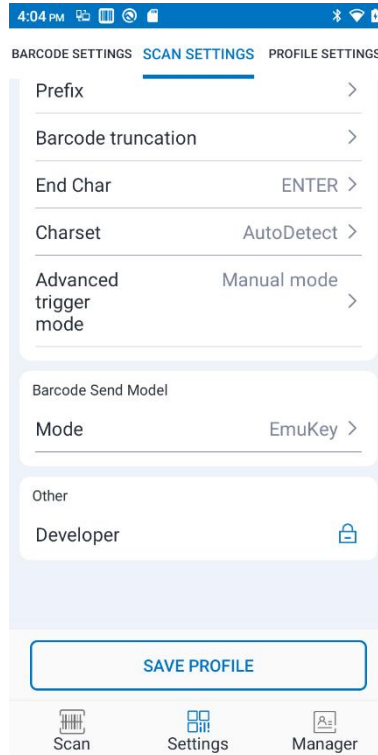 4:04 PM
BARCODE SETTINGS SCAN SETTINGS PROFILE SETTINGS
Prefix
Barcode truncation
End Char ENTER
Charset AutoDetect
Advanced trigger mode Manual mode
Barcode Send Model
Mode EmuKey
Other
Developer
SAVE PROFILE
Scan Settings Manager